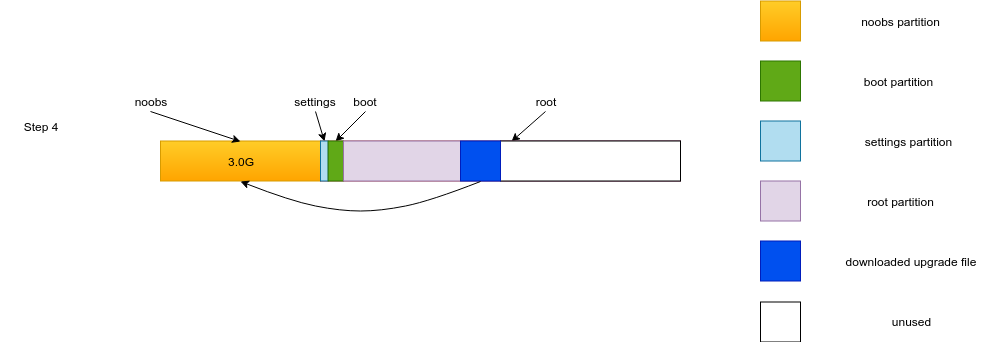 noobs partition
boot partition
noobs
settings
boot
root
Step 4
settings partition
3.0G
root partition
downloaded upgrade file
unused